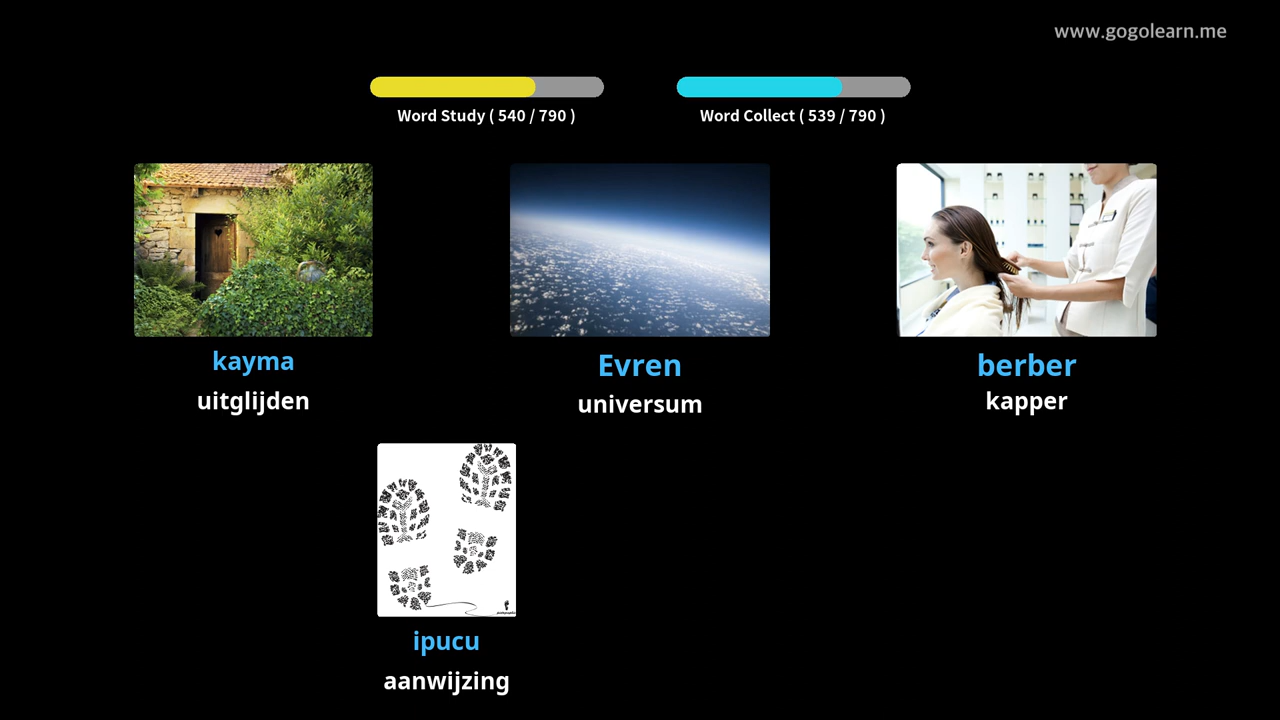 www.gogolearn.me
Word Study ( 540 / 790 )
Word Collect ( 539 / 790 )
kayma
uitglijden
Evren
universum
berber
kapper
ipucu
aanwijzing